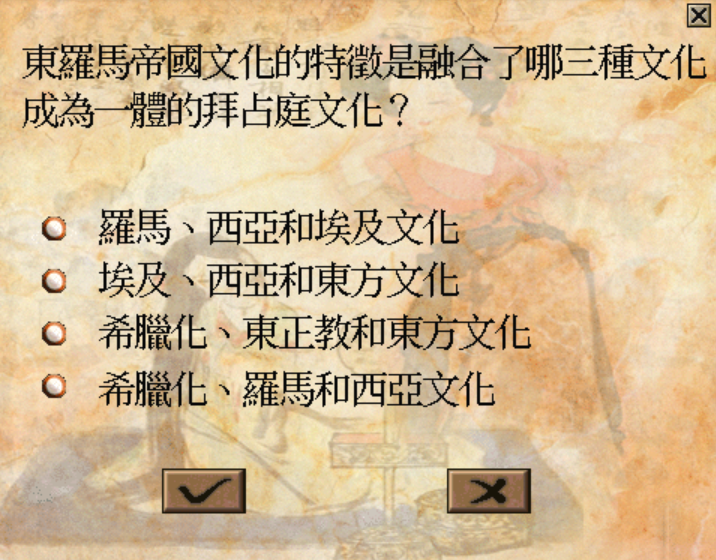 東羅馬帝國文化的特徵是融合了哪三種文化
成為一體的拜占庭文化？
羅馬、西亞和埃及文化
埃及、西亞和東方文化
希臘化、東正教和東方文化
希臘化、羅馬和西亞文化